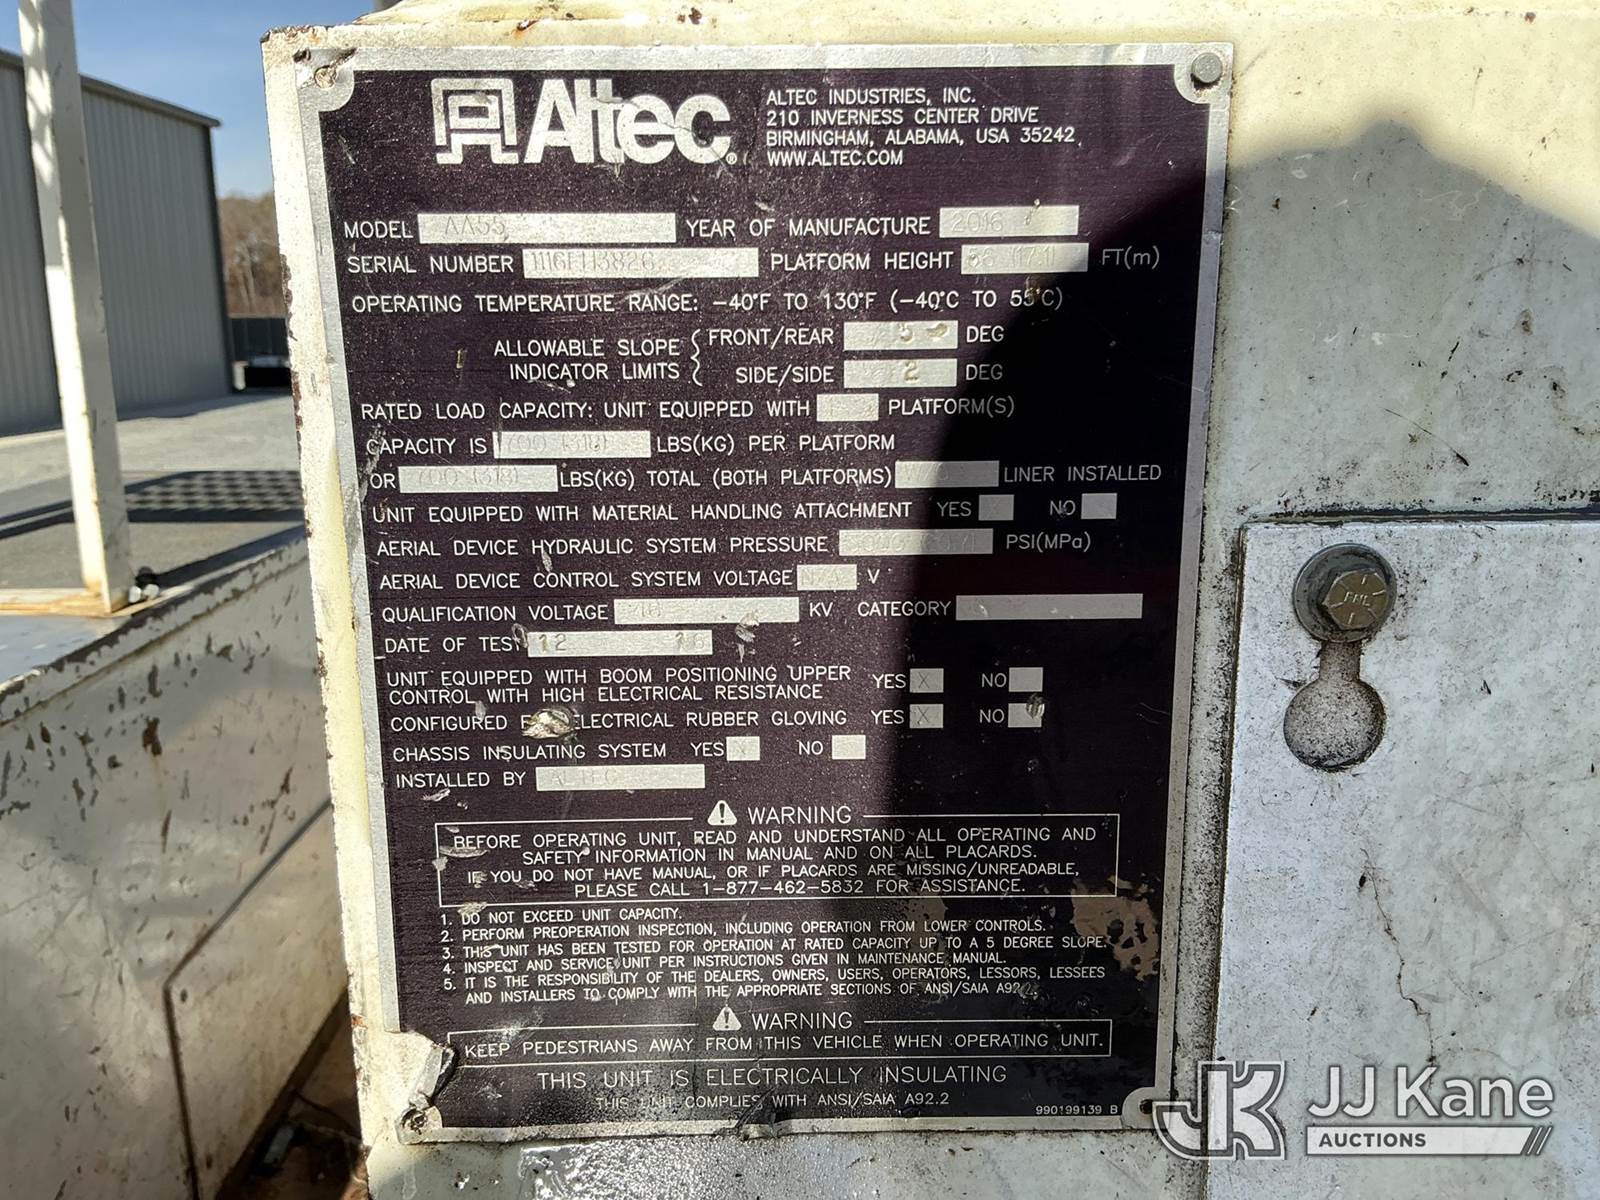 Altec
ALTEC INDUSTRIES, INC.
210 INVERNESS CENTER DRIVE
BIRMINGHAM, ALABAMA, USA 35242
WWW.ALTEC.COM
MODEL AA55 YEAR OF MANUFACTURE 2016
SERIAL NUMBER PLATFORM HEIGHT FT(m)
OPERATING TEMPERATURE RANGE: -40°F TO 130°F (-40°C TO 55°C)
ALLOWABLE SLOPE INDICATOR LIMITS
FRONT/REAR 5 DEG
SIDE/SIDE 2 DEG
RATED LOAD CAPACITY: UNIT EQUIPPED WITH PLATFORM(S)
CAPACITY IS 700 (318) LBS(KG) PER PLATFORM
OR 700 (318) LBS(KG) TOTAL (BOTH PLATFORMS) LINER INSTALLED
UNIT EQUIPPED WITH MATERIAL HANDLING ATTACHMENT YES X NO
AERIAL DEVICE HYDRAULIC SYSTEM PRESSURE PSI(MPa)
AERIAL DEVICE CONTROL SYSTEM VOLTAGE N/A V
QUALIFICATION VOLTAGE 46 KV CATEGORY
DATE OF TEST 12 16
UNIT EQUIPPED WITH BOOM POSITIONING UPPER
CONTROL WITH HIGH ELECTRICAL RESISTANCE YES X NO
CONFIGURED ELECTRICAL RUBBER GLOVING YES X NO
CHASSIS INSULATING SYSTEM YES X NO
INSTALLED BY ALTEC
WARNING
BEFORE OPERATING UNIT, READ AND UNDERSTAND ALL OPERATING AND
SAFETY INFORMATION IN MANUAL AND ON ALL PLACARDS.
IF YOU DO NOT HAVE MANUAL, OR IF PLACARDS ARE MISSING/UNREADABLE,
PLEASE CALL 1-877-462-5832 FOR ASSISTANCE.
1. DO NOT EXCEED UNIT CAPACITY.
2. PERFORM PREOPERATION INSPECTION, INCLUDING OPERATION FROM LOWER CONTROLS.
3. THIS UNIT HAS BEEN TESTED FOR OPERATION AT RATED CAPACITY UP TO A 5 DEGREE SLOPE.
4. INSPECT AND SERVICE UNIT PER INSTRUCTIONS GIVEN IN MAINTENANCE MANUAL.
5. IT IS THE RESPONSIBILITY OF THE DEALERS, OWNERS, USERS, OPERATORS, LESSORS, LESSEES
AND INSTALLERS TO COMPLY WITH THE APPROPRIATE SECTIONS OF ANSI/SAIA A92.2
WARNING
KEEP PEDESTRIANS AWAY FROM THIS VEHICLE WHEN OPERATING UNIT.
THIS UNIT IS ELECTRICALLY INSULATING
THIS UNIT COMPLIES WITH ANSI/SAIA A92.2
990199139 B
JJ Kane
AUCTIONS